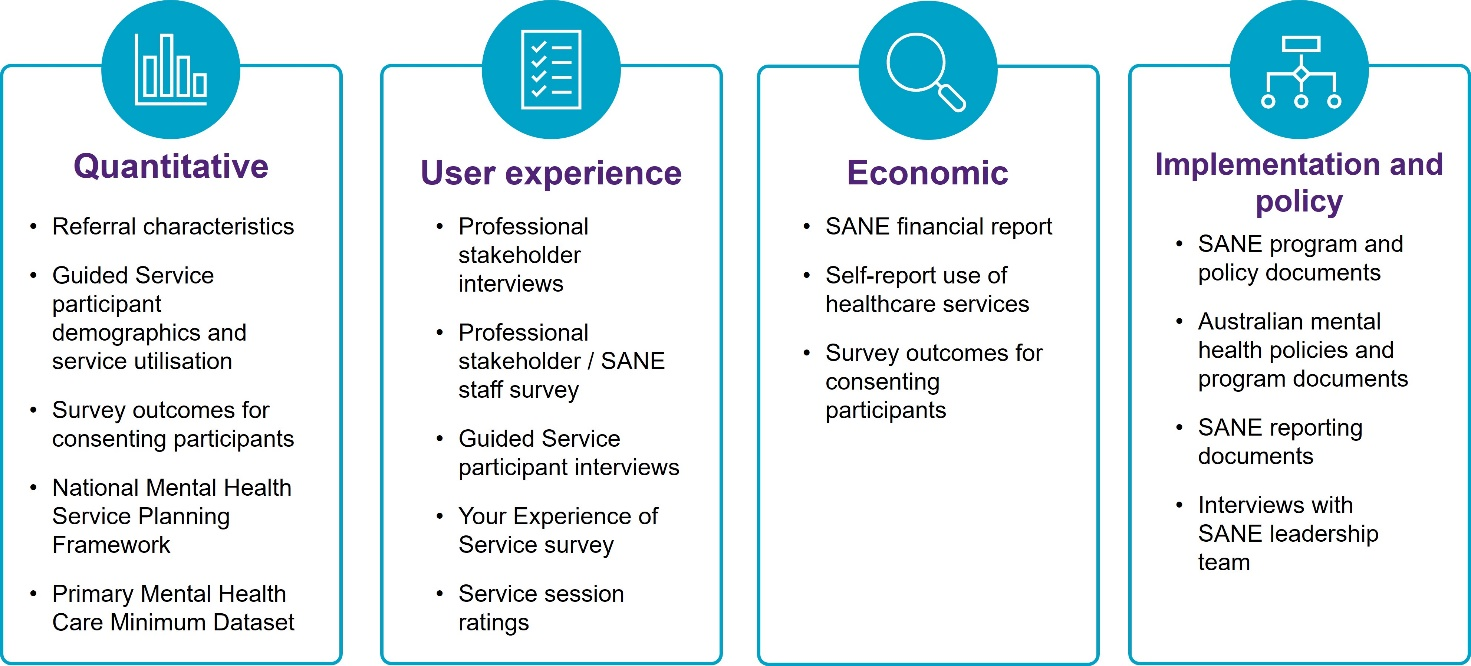 Quantitative
• Referral characteristics
• Guided Service
participant
demographics and
service utilisation
• Survey outcomes for
consenting participants
• National Mental Health
Service Planning
Framework
• Primary Mental Health
Care Minimum Dataset
User experience
• Professional
stakeholder
interviews
• Professional
stakeholder / SANE
staff survey
• Guided Service
participant interviews
• Your Experience of
Service survey
• Service session
ratings
Economic
• SANE financial report
• Self-report use of
healthcare services
• Survey outcomes for
consenting
participants
Implementation and
policy
• SANE program and
policy documents
• Australian mental
health policies and
program documents
• SANE reporting
documents
• Interviews with
SANE leadership
team